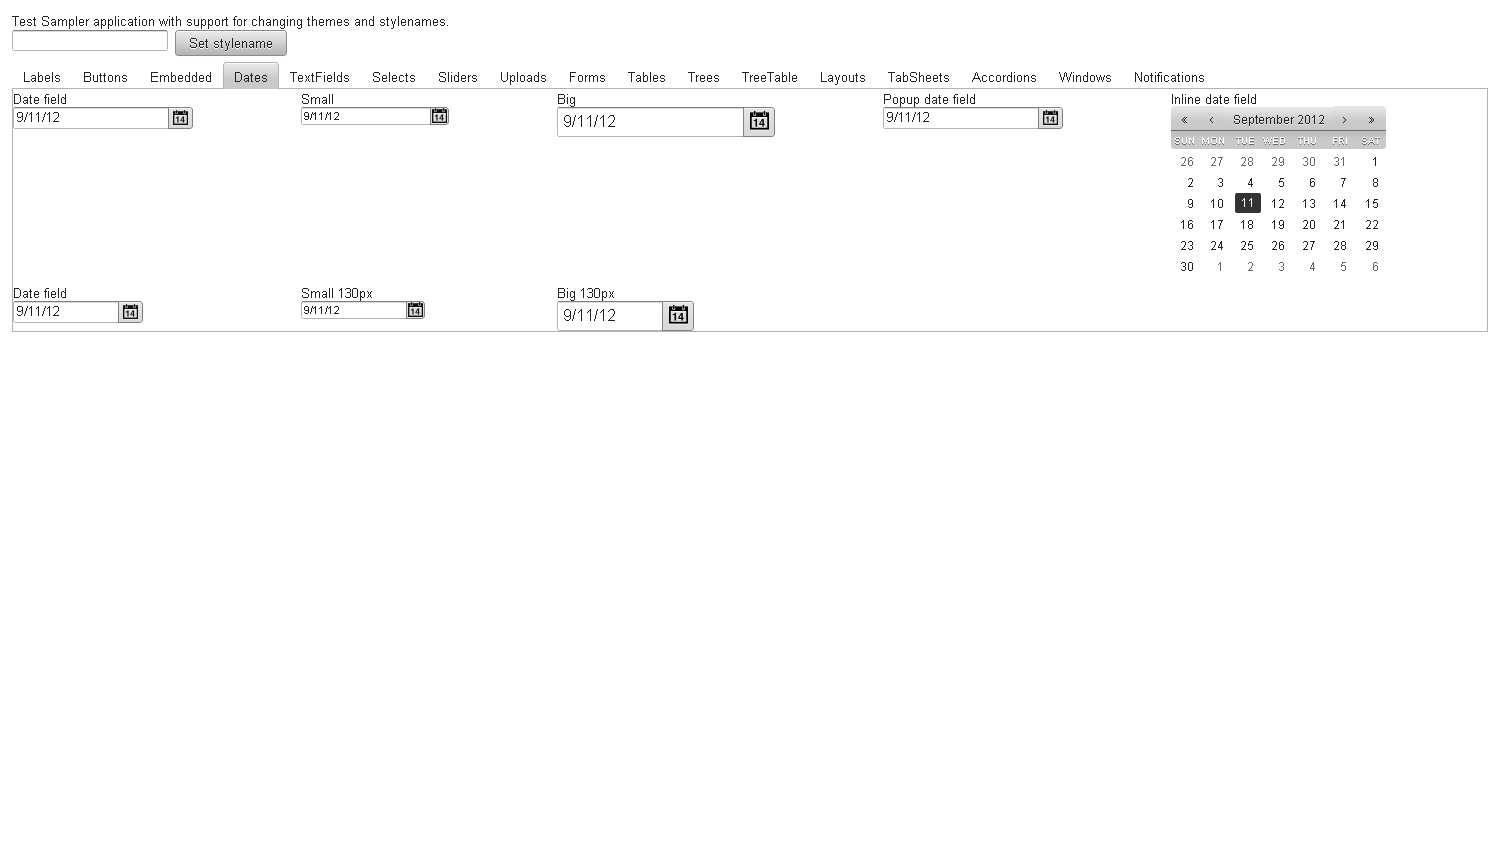 Test Sampler application with support for changing themes and stylenames.
Set stylename
Labels Buttons Embedded Dates TextFields Selects Sliders Uploads Forms Tables Trees TreeTable Layouts TabSheets Accordions Windows Notifications
Date field Small Big Popup date field Inline date field
9/11/12 14 9/11/12 14 9/11/12 14 9/11/12 14 « ‹ September 2012 › »
SUN MON TUE WED THU FRI SAT
26 27 28 29 30 31 1
2 3 4 5 6 7 8
9 10 11 12 13 14 15
16 17 18 19 20 21 22
23 24 25 26 27 28 29
30 1 2 3 4 5 6
Date field Small 130px Big 130px
9/11/12 14 9/11/12 14 9/11/12 14